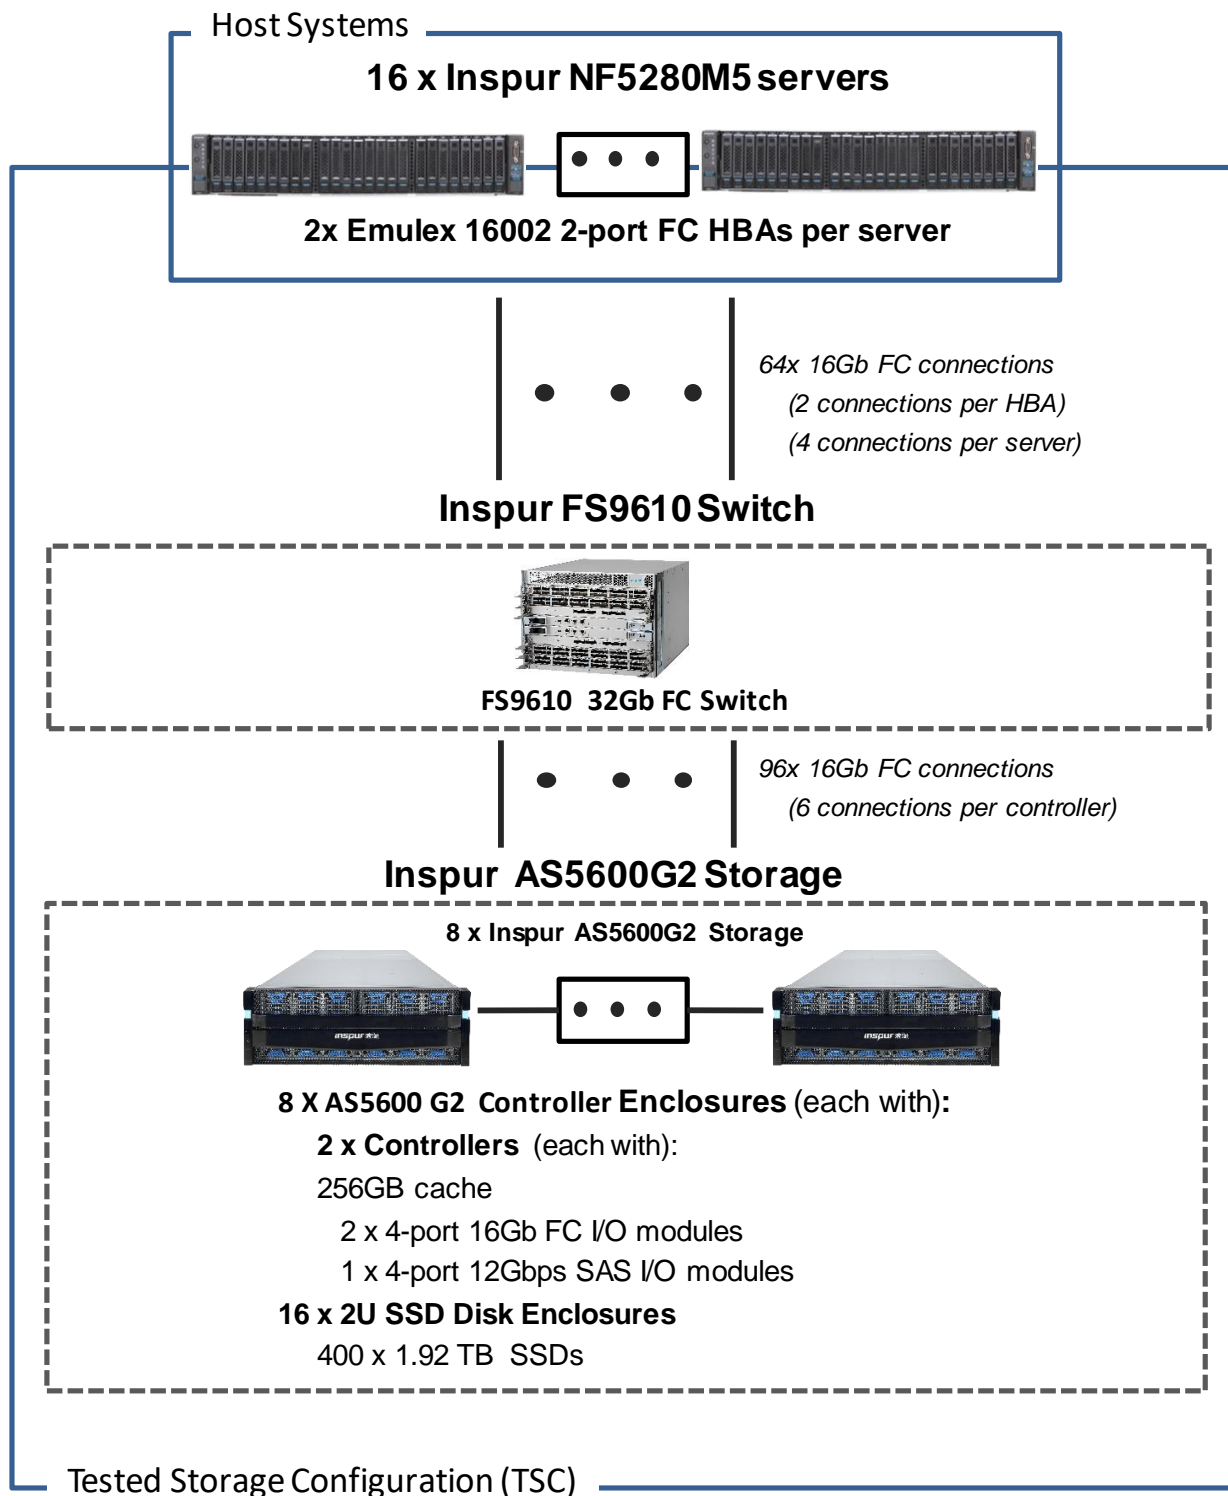 Host Systems
16 x Inspur NF5280M5 servers
2x Emulex 16002 2-port FC HBAs per server
64x 16Gb FC connections
(2 connections per HBA)
(4 connections per server)
Inspur FS9610 Switch
FS9610 32Gb FC Switch
96x 16Gb FC connections
(6 connections per controller)
Inspur AS5600G2 Storage
8 x Inspur AS5600G2 Storage
inspur
inspur
8 X AS5600 G2 Controller Enclosures (each with):
2 x Controllers (each with):
256GB cache
2 x 4-port 16Gb FC I/O modules
1 x 4-port 12Gbps SAS I/O modules
16 x 2U SSD Disk Enclosures
400 x 1.92 TB SSDs
Tested Storage Configuration (TSC)